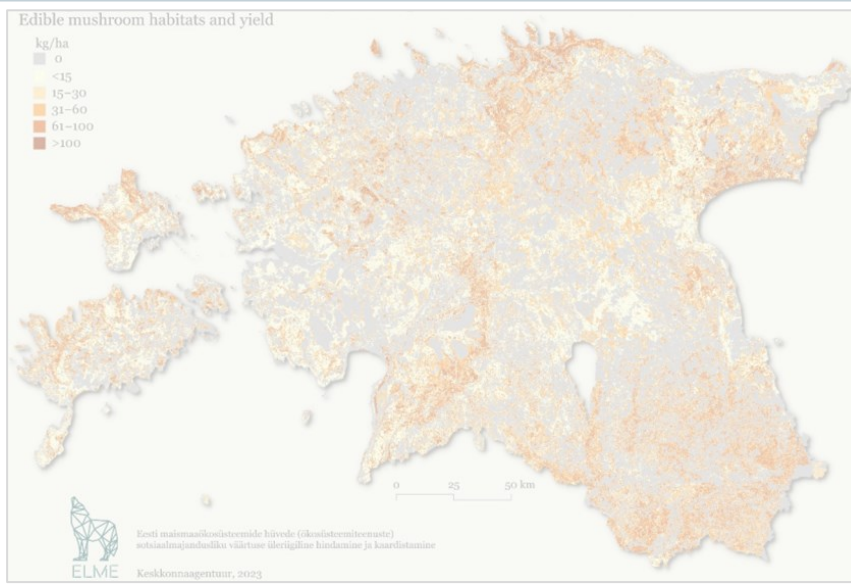 Edible mushroom habitats and yield
kg/ha
0
<15
15–30
31–60
61–100
>100
0 25 50 km
Eesti maismaaökosüsteemide hüvede (ökosüsteemiteenuste)
sotsiaalmajandusliku väärtuse üleriigiline hindamine ja kaardistamine
ELME
Keskkonnaagentuur, 2023